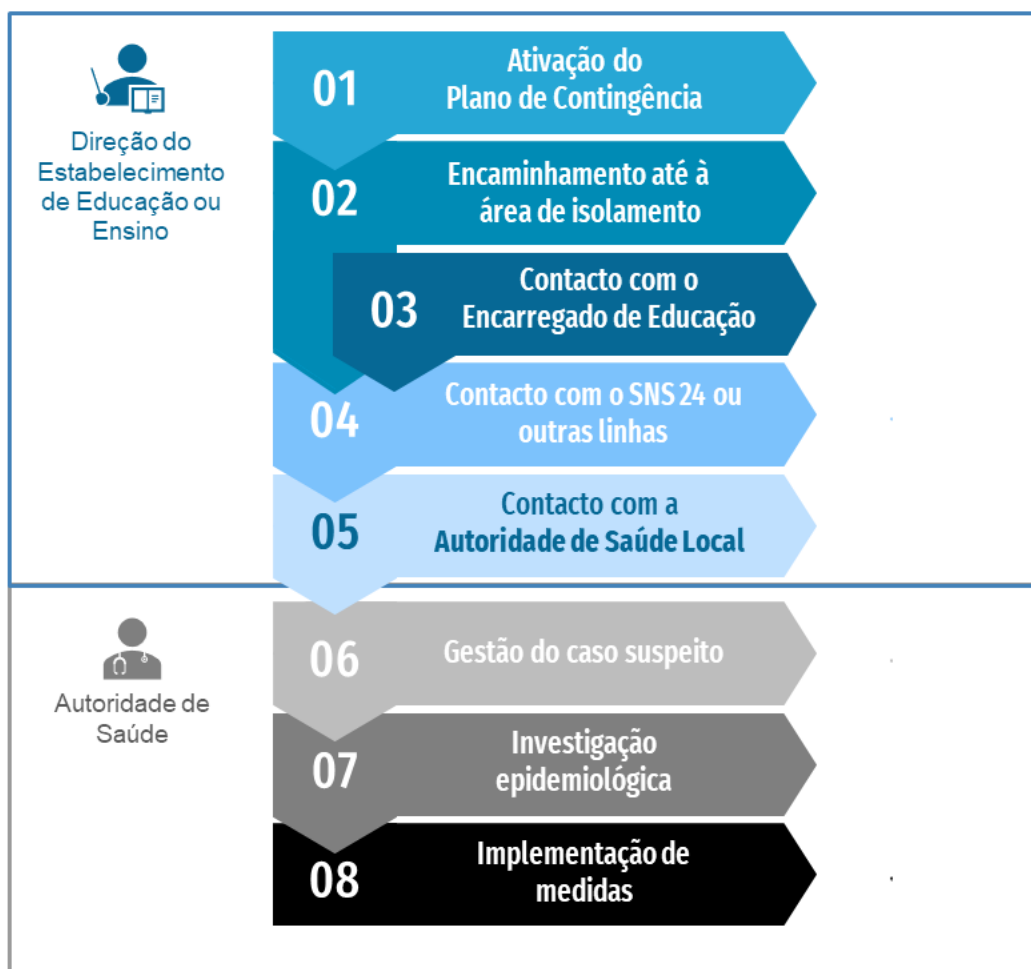 Direção do
Estabelecimento
de Educação ou
Ensino
01
Ativação do
Plano de Contingência
02
Encaminhamento até à
área de isolamento
03
Contacto com o
Encarregado de Educação
04
Contacto com o SNS 24 ou
outras linhas
05
Contacto com a
Autoridade de Saúde Local
Autoridade de
Saúde
06
Gestão do caso suspeito
07
Investigação
epidemiológica
08
Implementação de
medidas